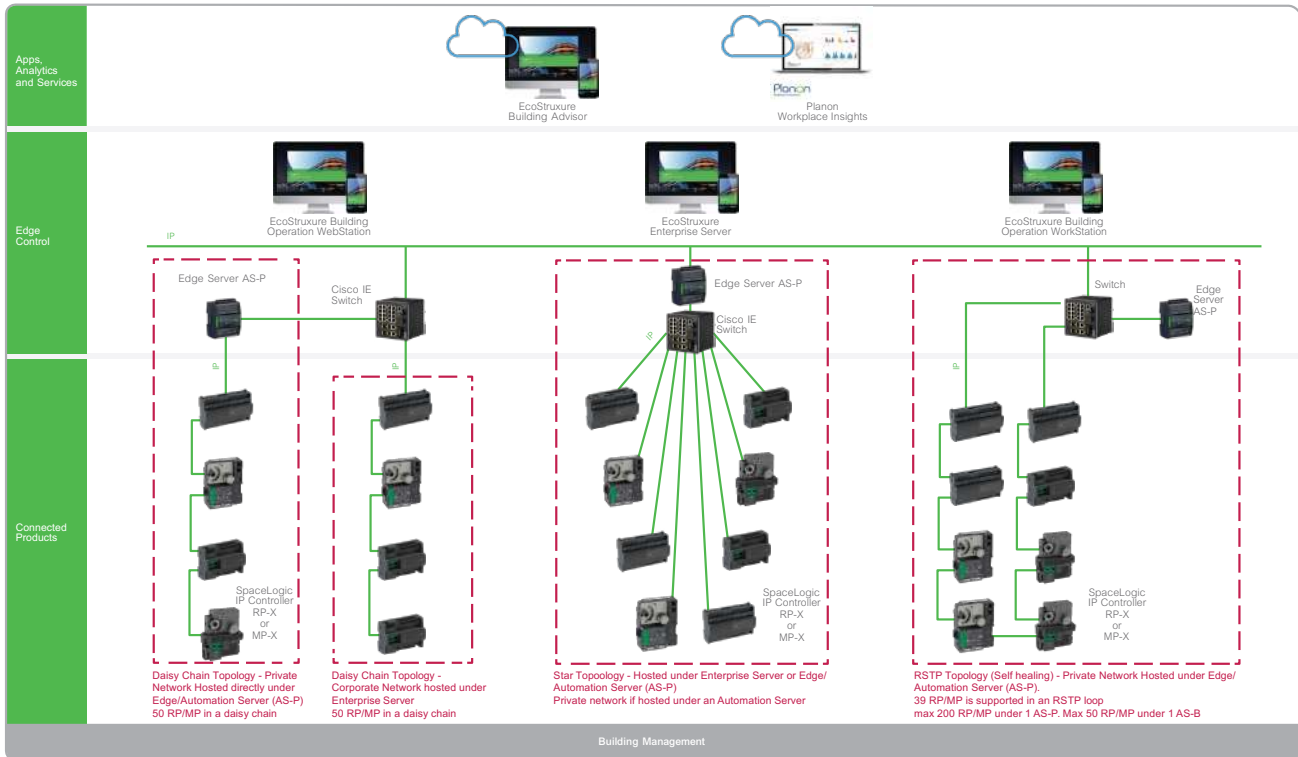 Apps,
Analytics
and Services
Planon
EcoStruxure
Building Advisor
Planon
Workplace Insights
Edge
Control
EcoStruxure Building
Operation WebStation
EcoStruxure
Enterprise Server
EcoStruxure Building
Operation WorkStation
IP
Edge Server AS-P
Cisco IE
Switch
Edge Server AS-P
Cisco IE
Switch
Switch
Edge
Server
AS-P
IP
IP
IP
IP
Connected
Products
SpaceLogic
IP Controller
RP-X
or
MP-X
SpaceLogic
IP Controller
RP-X
or
MP-X
SpaceLogic
IP Controller
RP-X
or
MP-X
Daisy Chain Topology - Private
Network Hosted directly under
Edge/Automation Server (AS-P)
50 RP/MP in a daisy chain
Daisy Chain Topology -
Corporate Network hosted under
Enterprise Server
50 RP/MP in a daisy chain
Star Topoology - Hosted under Enterprise Server or Edge/
Automation Server (AS-P)
Private network if hosted under an Automation Server
RSTP Topology (Self healing) - Private Network Hosted under Edge/
Automation Server (AS-P).
39 RP/MP is supported in an RSTP loop
max 200 RP/MP under 1 AS-P. Max 50 RP/MP under 1 AS-B
Building Management